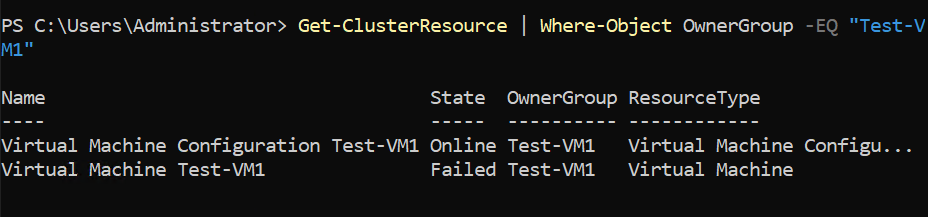 PS C:\Users\Administrator> Get-ClusterResource | Where-Object OwnerGroup -EQ "Test-V
M1"
Name State OwnerGroup ResourceType
---- ----- ---------- ------------
Virtual Machine Configuration Test-VM1 Online Test-VM1 Virtual Machine Configu...
Virtual Machine Test-VM1 Failed Test-VM1 Virtual Machine